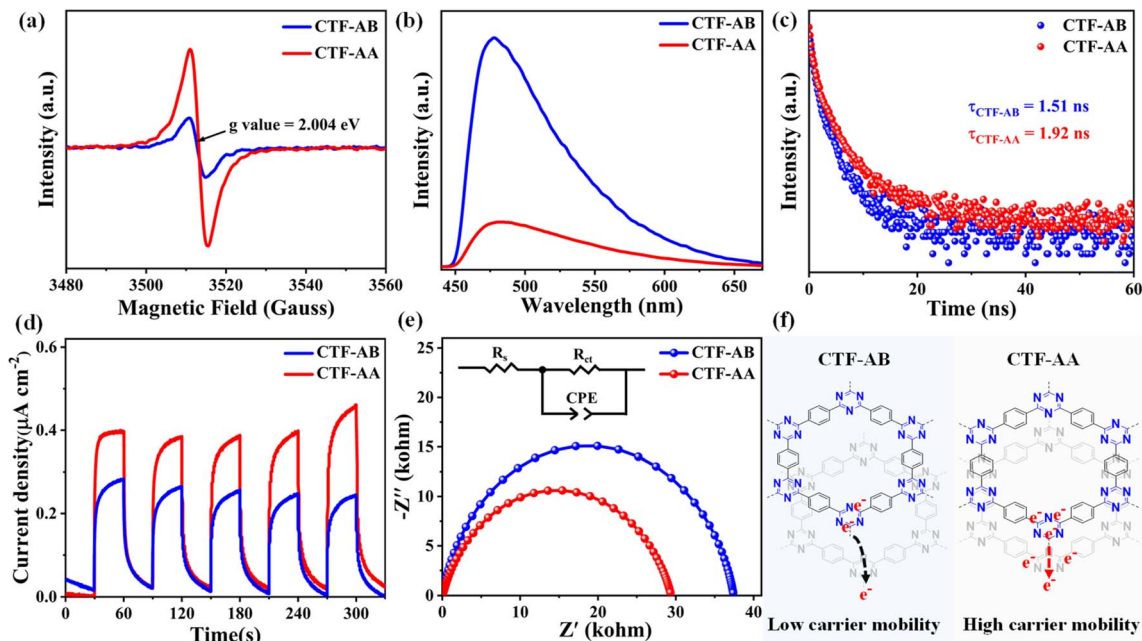 (a)
CTF-AB
CTF-AA
g value = 2.004 eV
Intensity (a.u.)
3480 3500 3520 3540 3560
Magnetic Field (Gauss)
(b)
CTF-AB
CTF-AA
Intensity (a.u.)
450 500 550 600 650
Wavelength (nm)
(c)
CTF-AB
CTF-AA
τCTF-AB = 1.51 ns
τCTF-AA = 1.92 ns
Intensity (a.u.)
0 20 40 60
Time (ns)
(d)
CTF-AB
CTF-AA
Current density(μA cm-2)
0.6
0.4
0.2
0.0
0 60 120 180 240 300
Time(s)
(e)
CTF-AB
CTF-AA
Rs Rct
CPE
-Z'' (kohm)
25
20
15
10
5
0
0 10 20 30 40
Z' (kohm)
(f)
CTF-AB
e-
e-
e-
Low carrier mobility
CTF-AA
e- e-
e-
e- e-
e-
High carrier mobility